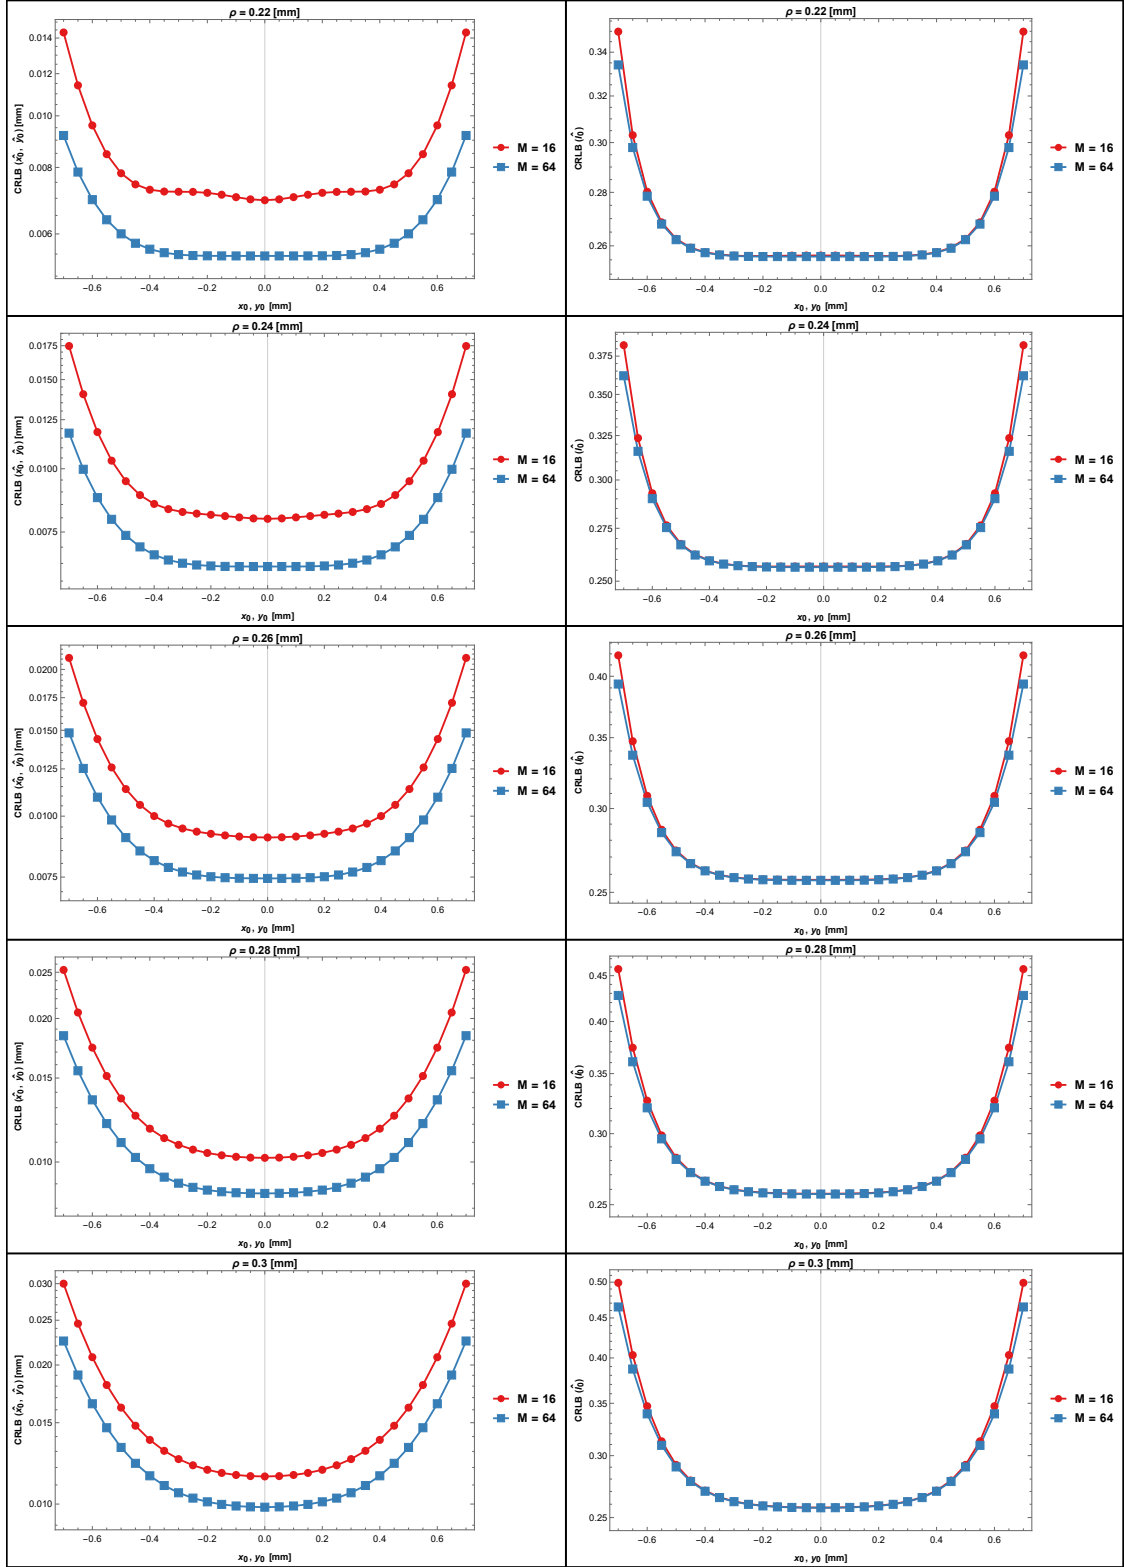 ρ = 0.22 [mm]
CRLB (x̂₀, ŷ₀) [mm]
0.014
0.012
0.010
0.008
0.006
−0.6 −0.4 −0.2 0.0 0.2 0.4 0.6
x₀, y₀ [mm]
M = 16
M = 64
ρ = 0.22 [mm]
CRLB (Î₀)
0.34
0.32
0.30
0.28
0.26
−0.6 −0.4 −0.2 0.0 0.2 0.4 0.6
x₀, y₀ [mm]
M = 16
M = 64
ρ = 0.24 [mm]
CRLB (x̂₀, ŷ₀) [mm]
0.0175
0.0150
0.0125
0.0100
0.0075
−0.6 −0.4 −0.2 0.0 0.2 0.4 0.6
x₀, y₀ [mm]
M = 16
M = 64
ρ = 0.24 [mm]
CRLB (Î₀)
0.375
0.350
0.325
0.300
0.275
0.250
−0.6 −0.4 −0.2 0.0 0.2 0.4 0.6
x₀, y₀ [mm]
M = 16
M = 64
ρ = 0.26 [mm]
CRLB (x̂₀, ŷ₀) [mm]
0.0200
0.0175
0.0150
0.0125
0.0100
0.0075
−0.6 −0.4 −0.2 0.0 0.2 0.4 0.6
x₀, y₀ [mm]
M = 16
M = 64
ρ = 0.26 [mm]
CRLB (Î₀)
0.40
0.35
0.30
0.25
−0.6 −0.4 −0.2 0.0 0.2 0.4 0.6
x₀, y₀ [mm]
M = 16
M = 64
ρ = 0.28 [mm]
CRLB (x̂₀, ŷ₀) [mm]
0.025
0.020
0.015
0.010
−0.6 −0.4 −0.2 0.0 0.2 0.4 0.6
x₀, y₀ [mm]
M = 16
M = 64
ρ = 0.28 [mm]
CRLB (Î₀)
0.45
0.40
0.35
0.30
0.25
−0.6 −0.4 −0.2 0.0 0.2 0.4 0.6
x₀, y₀ [mm]
M = 16
M = 64
ρ = 0.3 [mm]
CRLB (x̂₀, ŷ₀) [mm]
0.030
0.025
0.020
0.015
0.010
−0.6 −0.4 −0.2 0.0 0.2 0.4 0.6
x₀, y₀ [mm]
M = 16
M = 64
ρ = 0.3 [mm]
CRLB (Î₀)
0.50
0.45
0.40
0.35
0.30
0.25
−0.6 −0.4 −0.2 0.0 0.2 0.4 0.6
x₀, y₀ [mm]
M = 16
M = 64